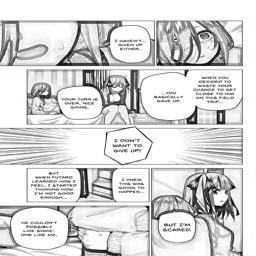 I HAVEN'T
GIVEN UP
EITHER.
WHEN YOU
DECIDED TO
WASTE YOUR
CHANCE TO GET
CLOSE TO HIM
ON THIS FIELD
TRIP...
...YOU
BASICALLY
GAVE UP.
YOUR TURN IS
OVER, NICE
GOING.
I DON'T
WANT TO
GIVE UP!
I KNEW
THIS WAS
GOING TO
HAPPEN...
BUT
WHEN FUTARO
LEARNED HOW I
FEEL, I STARTED
THINKING HOW
I'M NOT GOOD
ENOUGH...
HE COULDN'T
POSSIBLY
LIKE SOME-
ONE LIKE ME.
BUT I'M
SCARED.